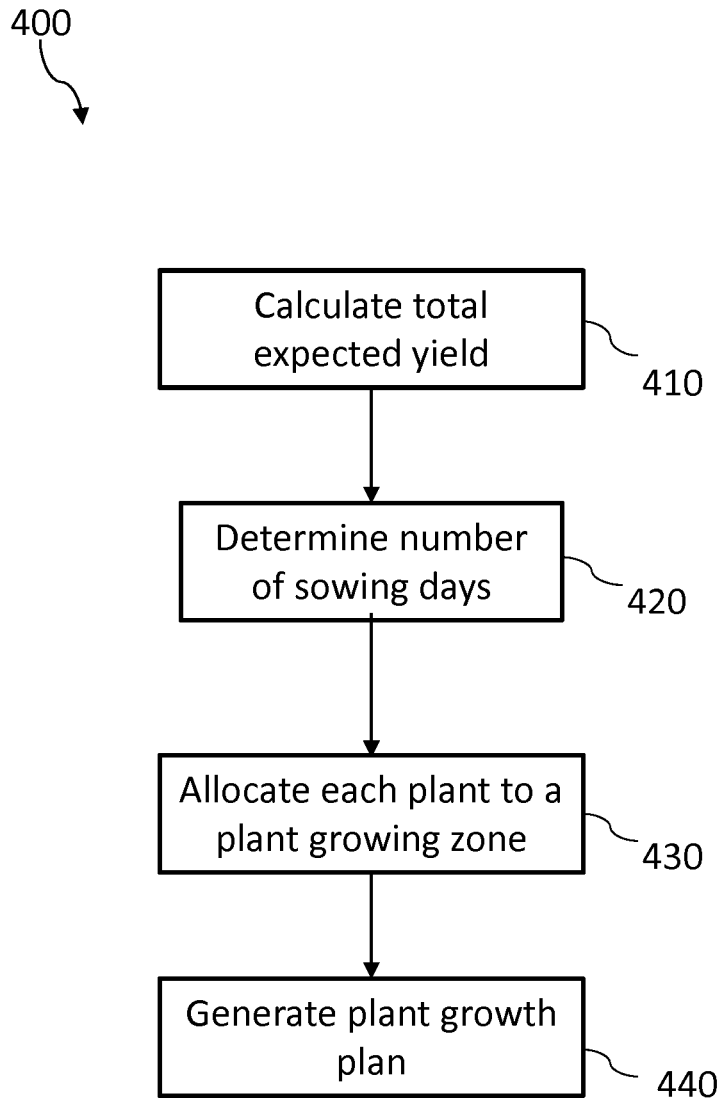 400
Calculate total
expected yield
410
Determine number
of sowing days
420
Allocate each plant to a
plant growing zone
430
Generate plant growth
plan
440